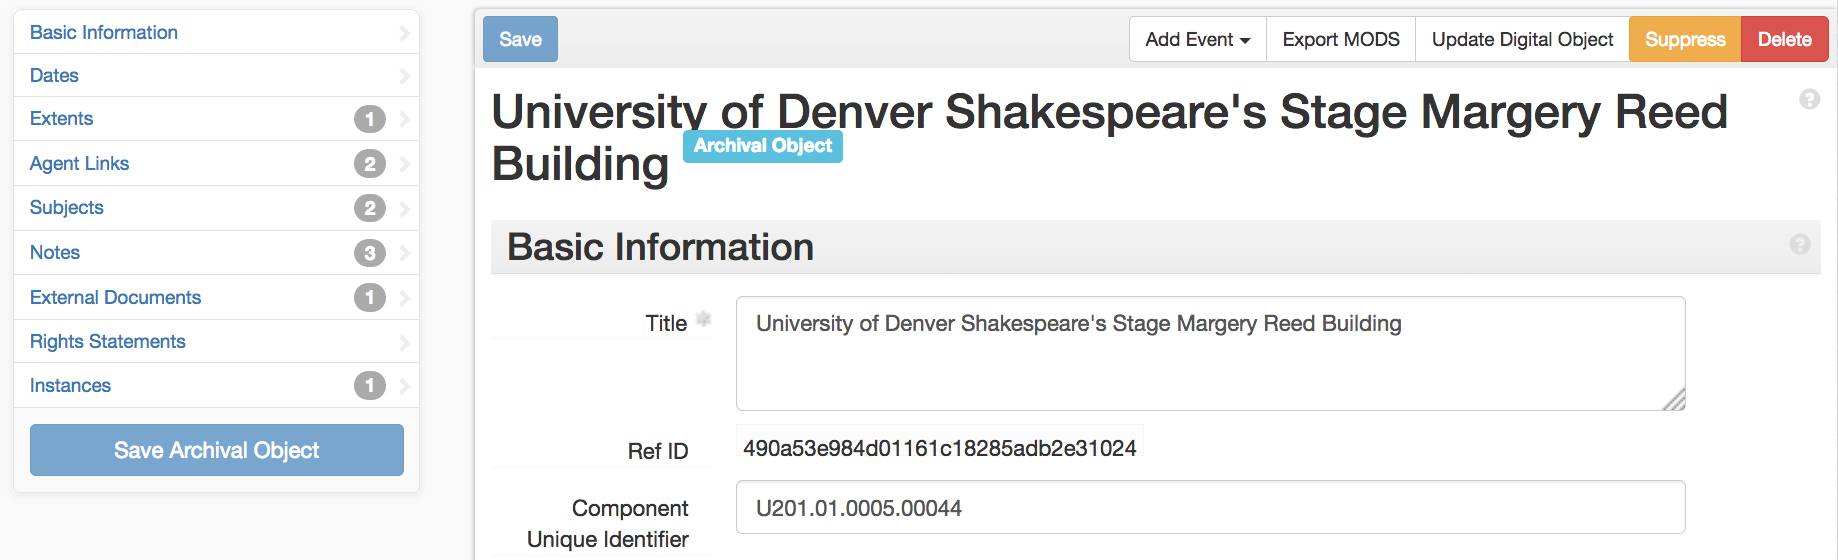 Basic Information
Dates
Extents 1
Agent Links 2
Subjects 2
Notes 3
External Documents 1
Rights Statements
Instances 1
Save Archival Object
Save
Add Event
Export MODS
Update Digital Object
Suppress
Delete
University of Denver Shakespeare's Stage Margery Reed
Building Archival Object
?
Basic Information
?
Title
University of Denver Shakespeare's Stage Margery Reed Building
Ref ID
490a53e984d01161c18285adb2e31024
Component
Unique Identifier
U201.01.0005.00044